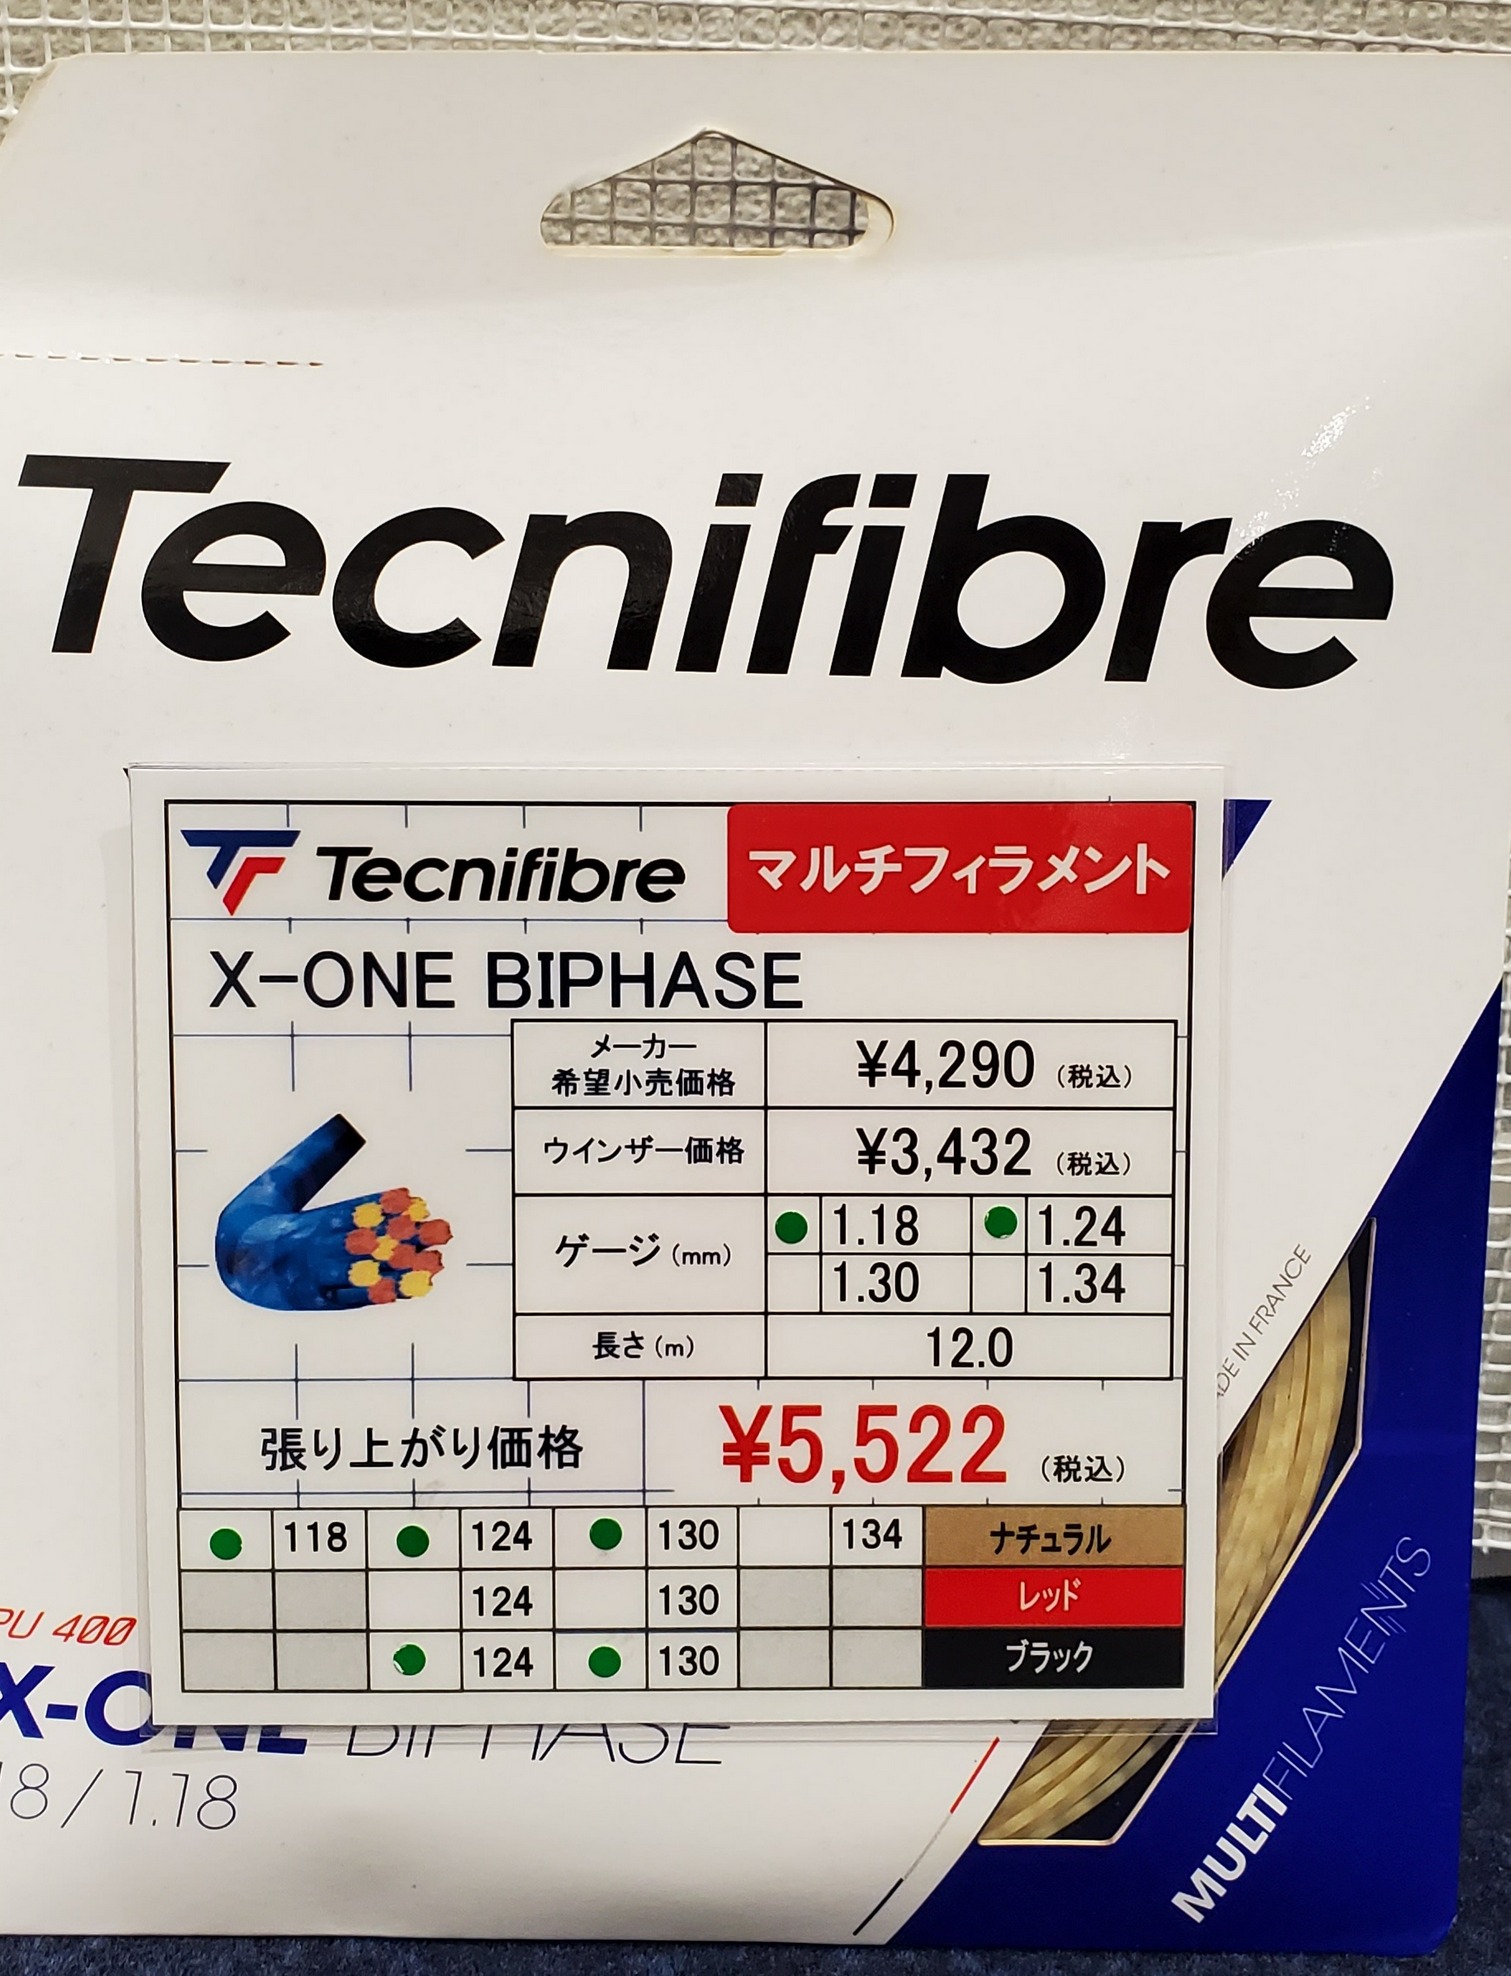 Tecnifibre
Tecnifibre マルチフィラメント
X-ONE BIPHASE
メーカー
希望小売価格 ¥4,290 (税込)
ウインザー価格 ¥3,432 (税込)
ゲージ(mm) 1.18 1.24
1.30 1.34
長さ(m) 12.0
張り上がり価格 ¥5,522 (税込)
118 124 130 134 ナチュラル
124 130 レッド
124 130 ブラック
PU 400
X-ONE BIPHASE
18/1.18
DE IN FRANCE
MULTIFILAMENTS